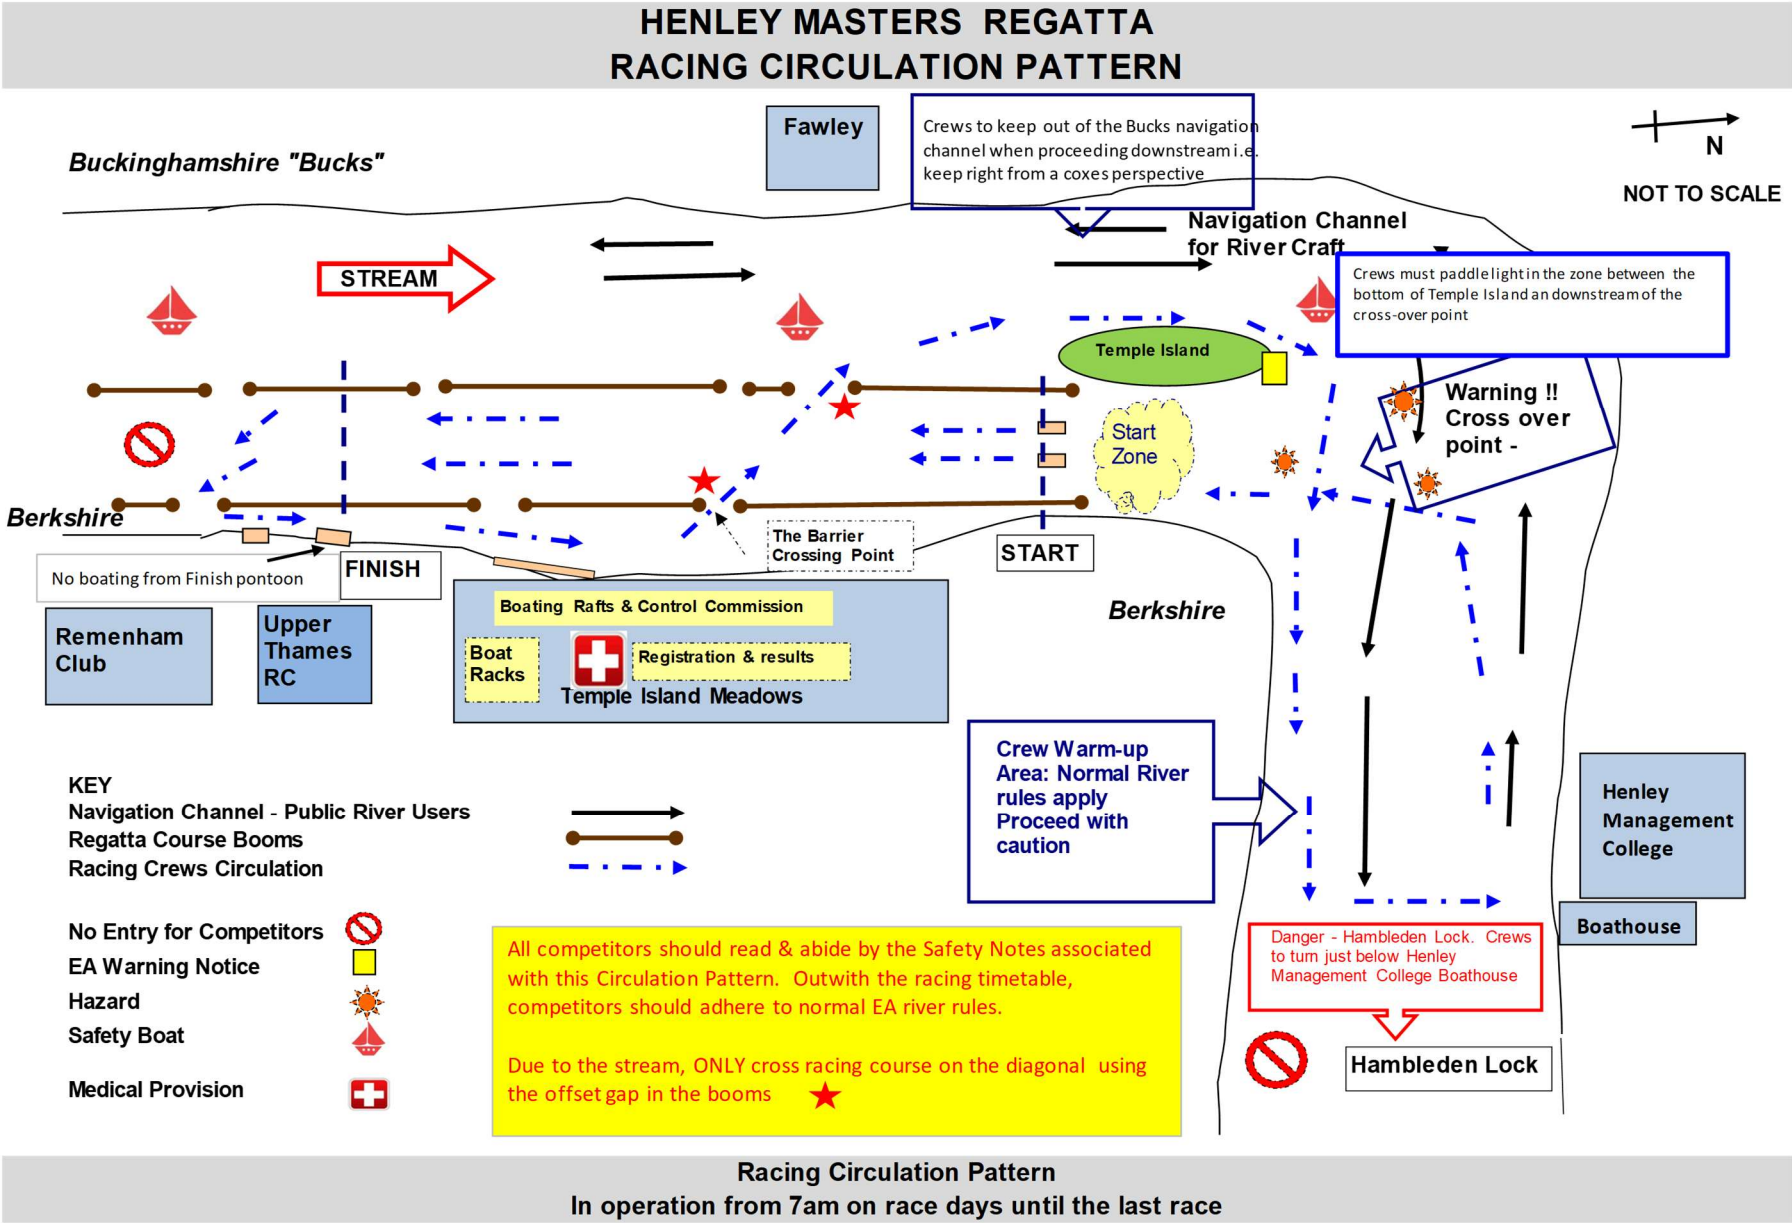 HENLEY MASTERS REGATTA
RACING CIRCULATION PATTERN
Fawley
Crews to keep out of the Bucks navigation
channel when proceeding downstream i.e.
keep right from a coxes perspective
N
NOT TO SCALE
Buckinghamshire "Bucks"
Navigation Channel
for River Craft
STREAM
Crews must paddle light in the zone between the
bottom of Temple Island an downstream of the
cross-over point
Temple Island
Warning !!
Cross over
point -
Start
Zone
Berkshire
The Barrier
Crossing Point
START
No boating from Finish pontoon
FINISH
Berkshire
Remenham
Club
Upper
Thames
RC
Boating Rafts & Control Commission
Boat
Racks
Registration & results
Temple Island Meadows
Crew Warm-up
Area: Normal River
rules apply
Proceed with
caution
Henley
Management
College
Boathouse
KEY
Navigation Channel - Public River Users
Regatta Course Booms
Racing Crews Circulation
No Entry for Competitors
EA Warning Notice
Hazard
Safety Boat
Medical Provision
All competitors should read & abide by the Safety Notes associated
with this Circulation Pattern. Outwith the racing timetable,
competitors should adhere to normal EA river rules.
Due to the stream, ONLY cross racing course on the diagonal using
the offset gap in the booms
Danger - Hambleden Lock. Crews
to turn just below Henley
Management College Boathouse
Hambleden Lock
Racing Circulation Pattern
In operation from 7am on race days until the last race